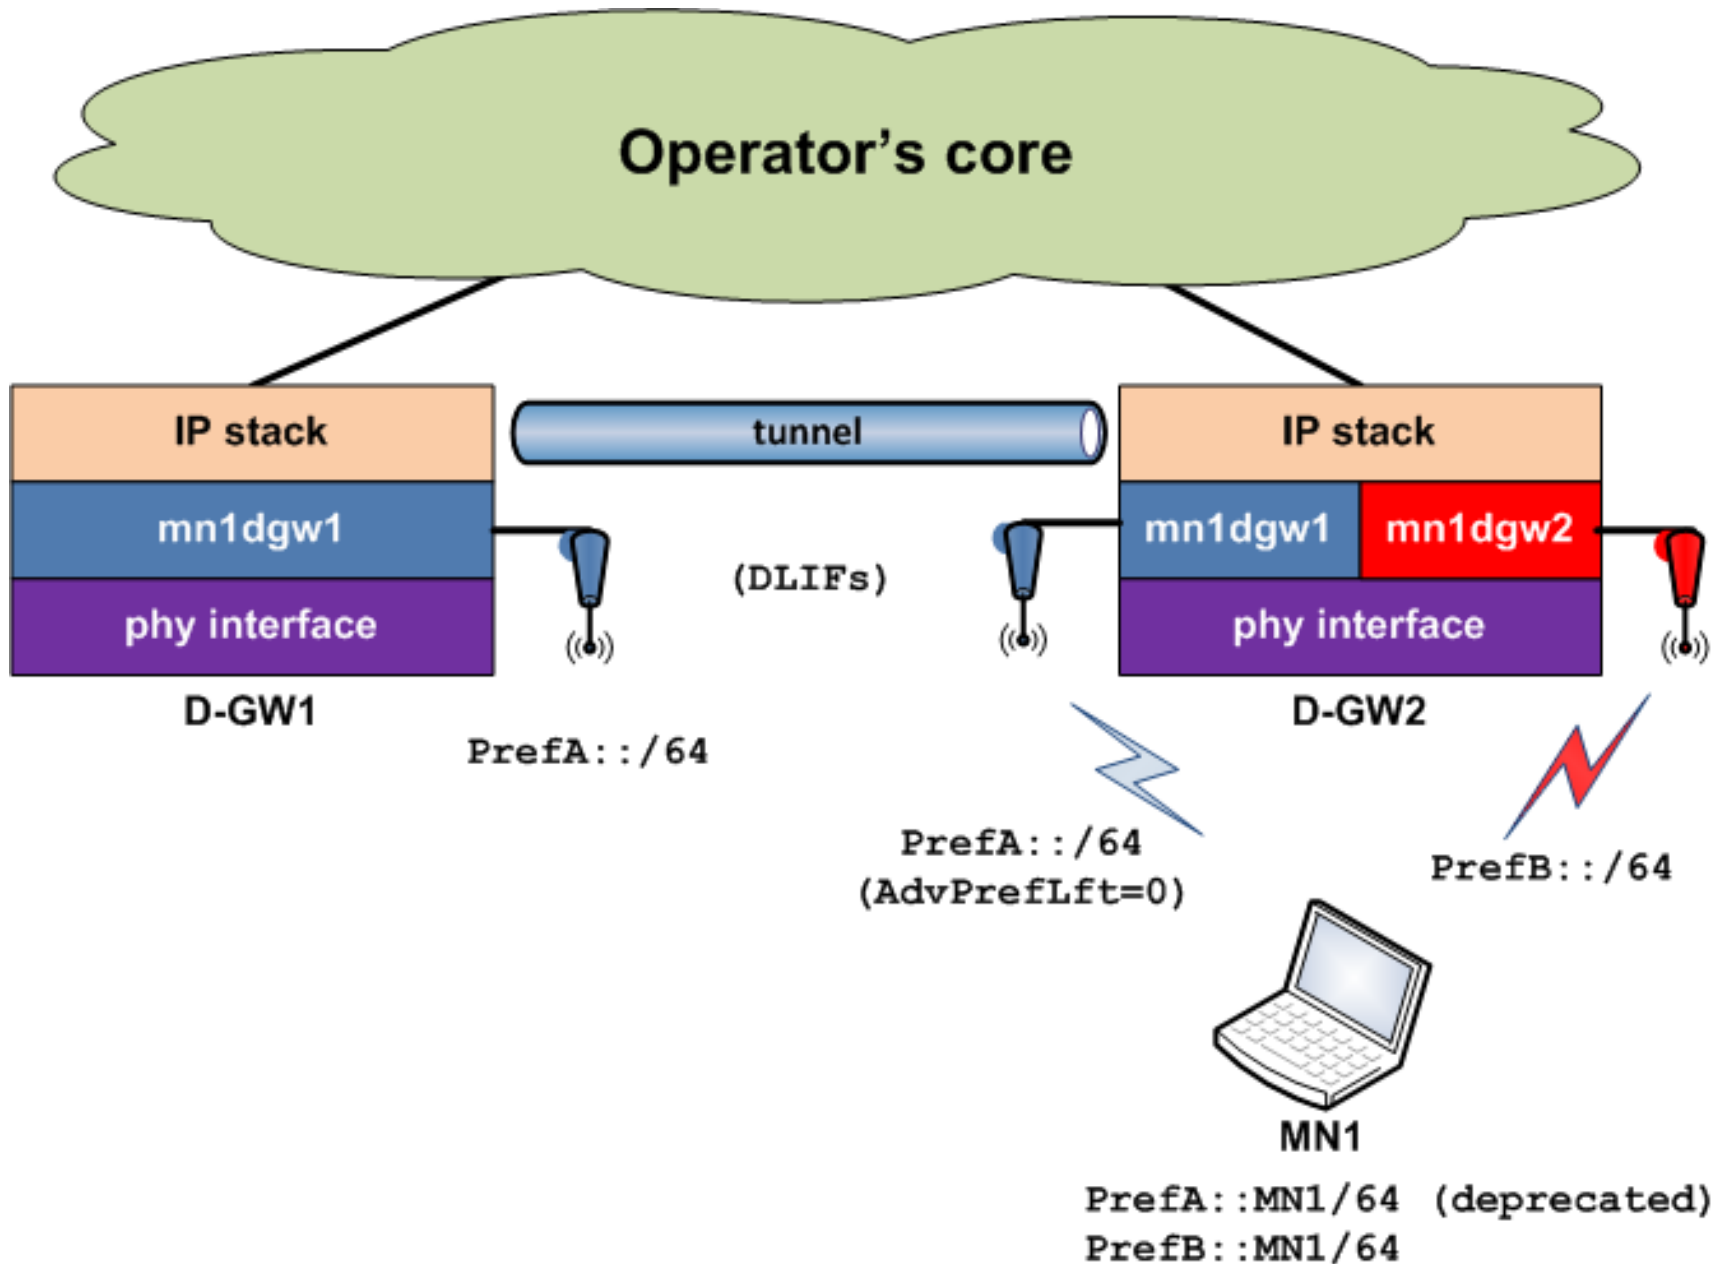 Operator’s core
IP stack
tunnel
IP stack
mn1dgw1
(DLIFs)
mn1dgw1
mn1dgw2
phy interface
phy interface
D-GW1
D-GW2
PrefA::/64
PrefA::/64
(AdvPrefLft=0)
PrefB::/64
MN1
PrefA::MN1/64 (deprecated)
PrefB::MN1/64